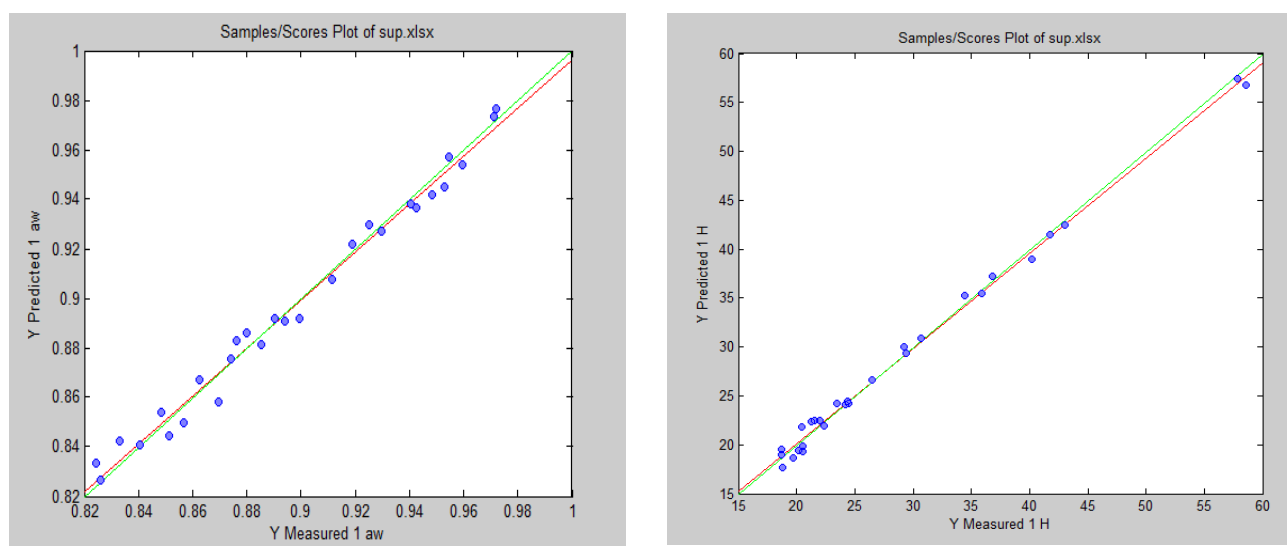 Samples/Scores Plot of sup.xlsx
1
0.98
0.96
0.94
0.92
0.9
0.88
0.86
0.84
0.82
Y Predicted 1 aw
0.82 0.84 0.86 0.88 0.9 0.92 0.94 0.96 0.98 1
Y Measured 1 aw
Samples/Scores Plot of sup.xlsx
60
55
50
45
40
35
30
25
20
15
Y Predicted 1 H
15 20 25 30 35 40 45 50 55 60
Y Measured 1 H